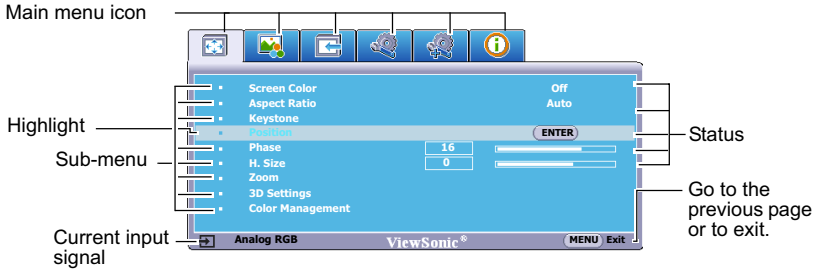 Main menu icon
Screen Color Off
Aspect Ratio Auto
Keystone
Highlight
Position ENTER
Status
Phase 16
Sub-menu
H. Size 0
Zoom
3D Settings
Color Management
Go to the
previous page
or to exit.
Current input
signal
Analog RGB ViewSonic® MENU Exit